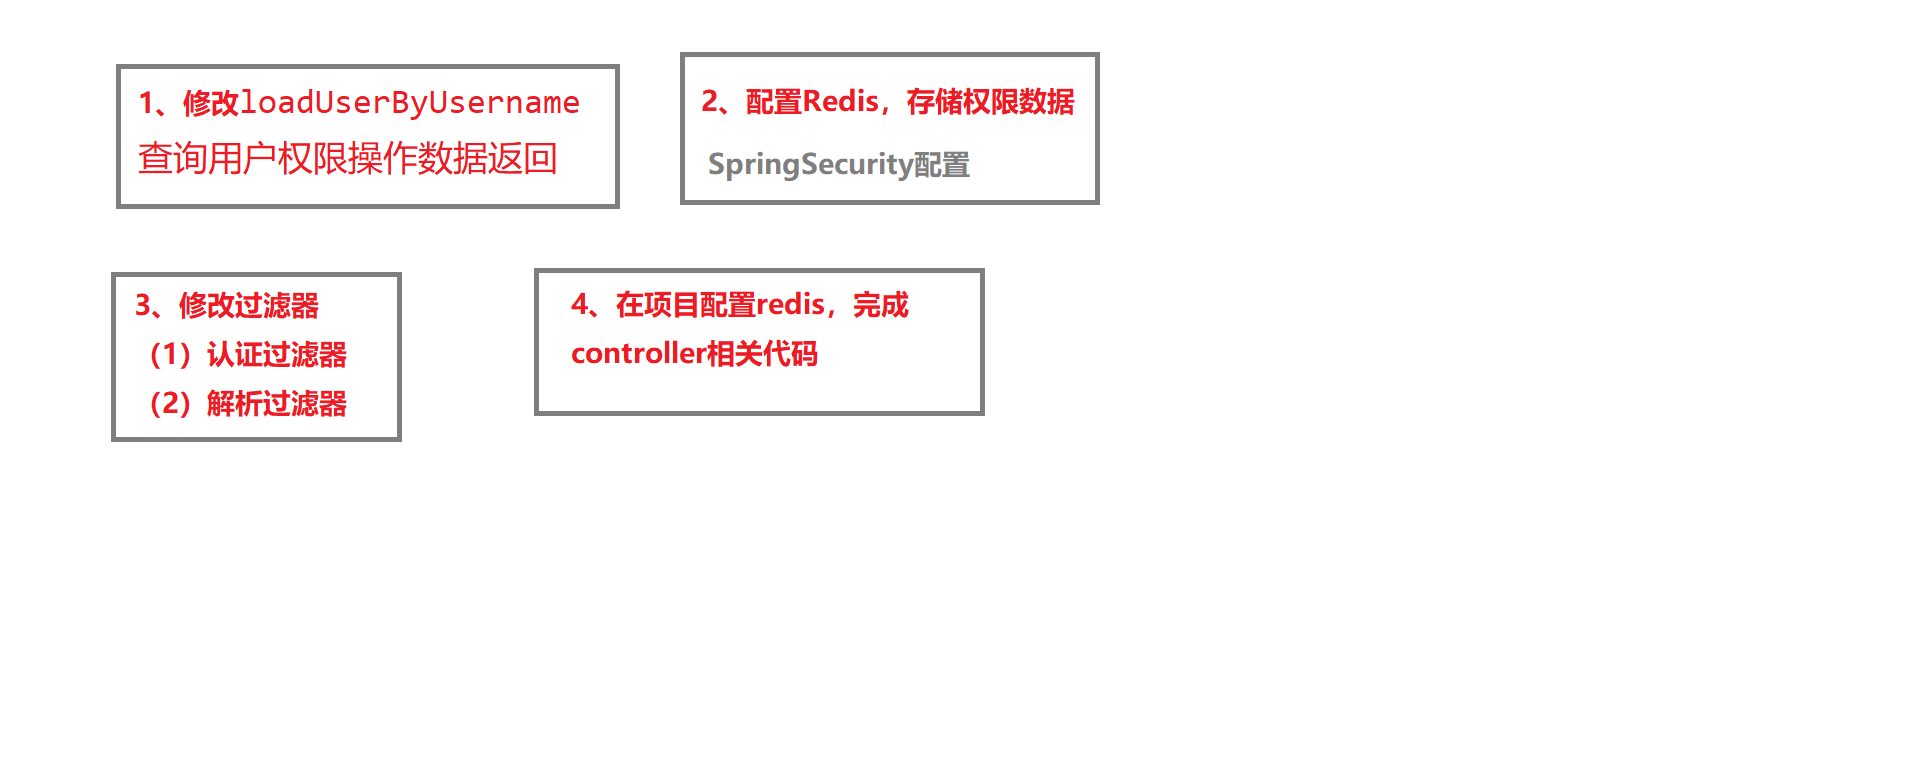 1、修改loadUserByUsername
查询用户权限操作数据返回
2、配置Redis，存储权限数据
SpringSecurity配置
3、修改过滤器
（1）认证过滤器
（2）解析过滤器
4、在项目配置redis，完成
controller相关代码